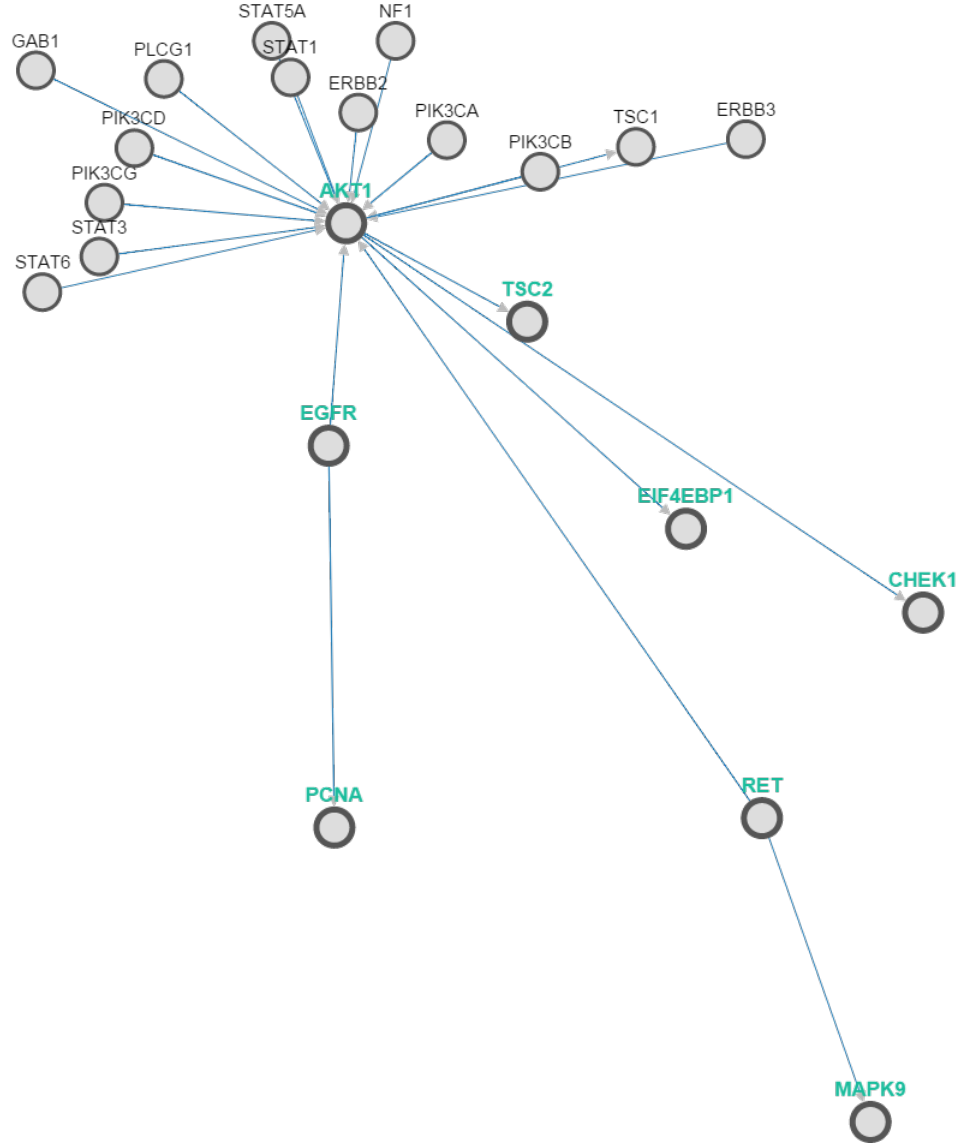 STAT5A
NF1
GAB1
PLCG1
STAT1
ERBB2
PIK3CA
PIK3CD
PIK3CB
TSC1
ERBB3
PIK3CG
AKT1
STAT3
STAT6
TSC2
EGFR
EIF4EBP1
CHEK1
PCNA
RET
MAPK9